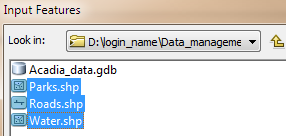 Input Features
Look in: D:\login_name\Data_manageme
Acadia_data.gdb
Parks.shp
Roads.shp
Water.shp